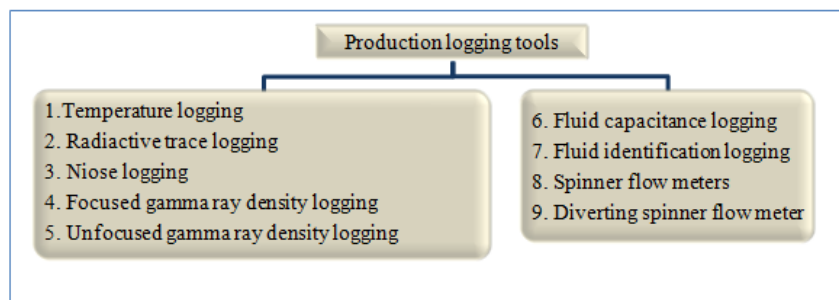 Production logging tools
1.Temperature logging
2. Radiactive trace logging
3. Niose logging
4. Focused gamma ray density logging
5. Unfocused gamma ray density logging
6. Fluid capacitance logging
7. Fluid identification logging
8. Spinner flow meters
9. Diverting spinner flow meter